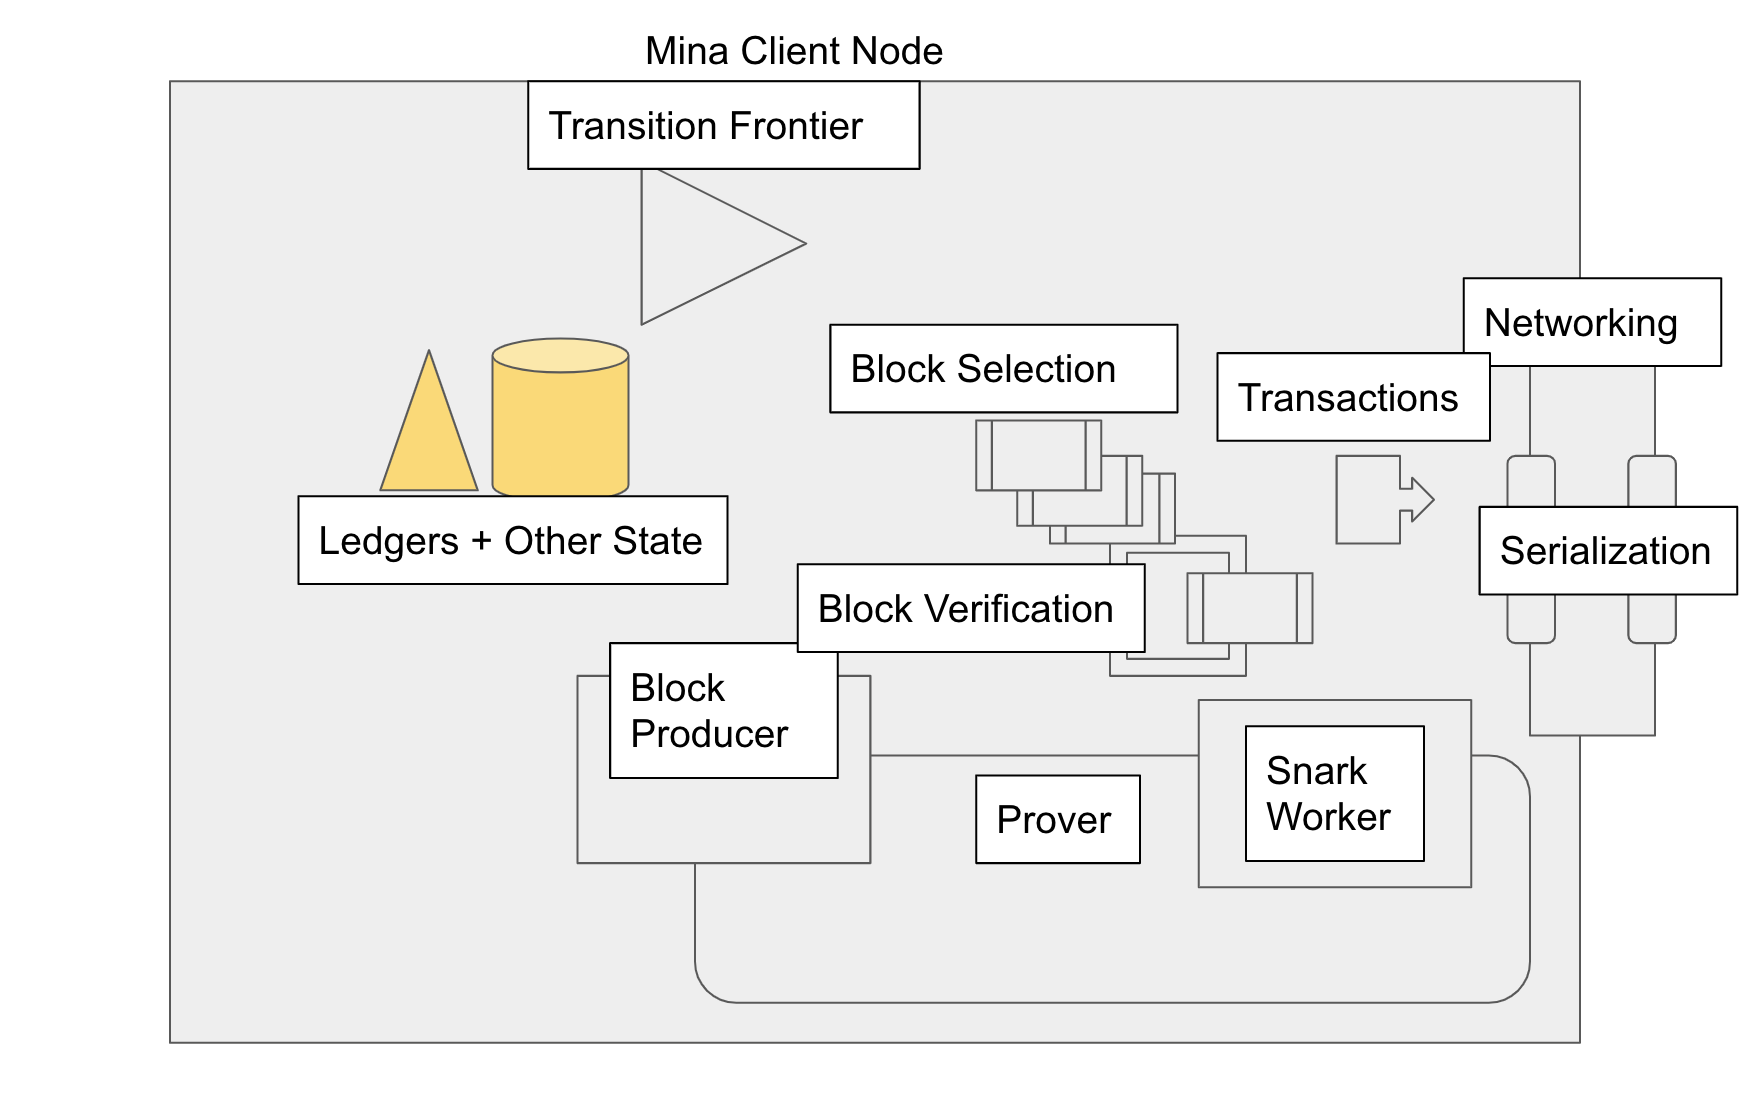 Mina Client Node
Transition Frontier
Networking
Block Selection
Transactions
Ledgers + Other State
Serialization
Block Verification
Block
Producer
Prover
Snark
Worker